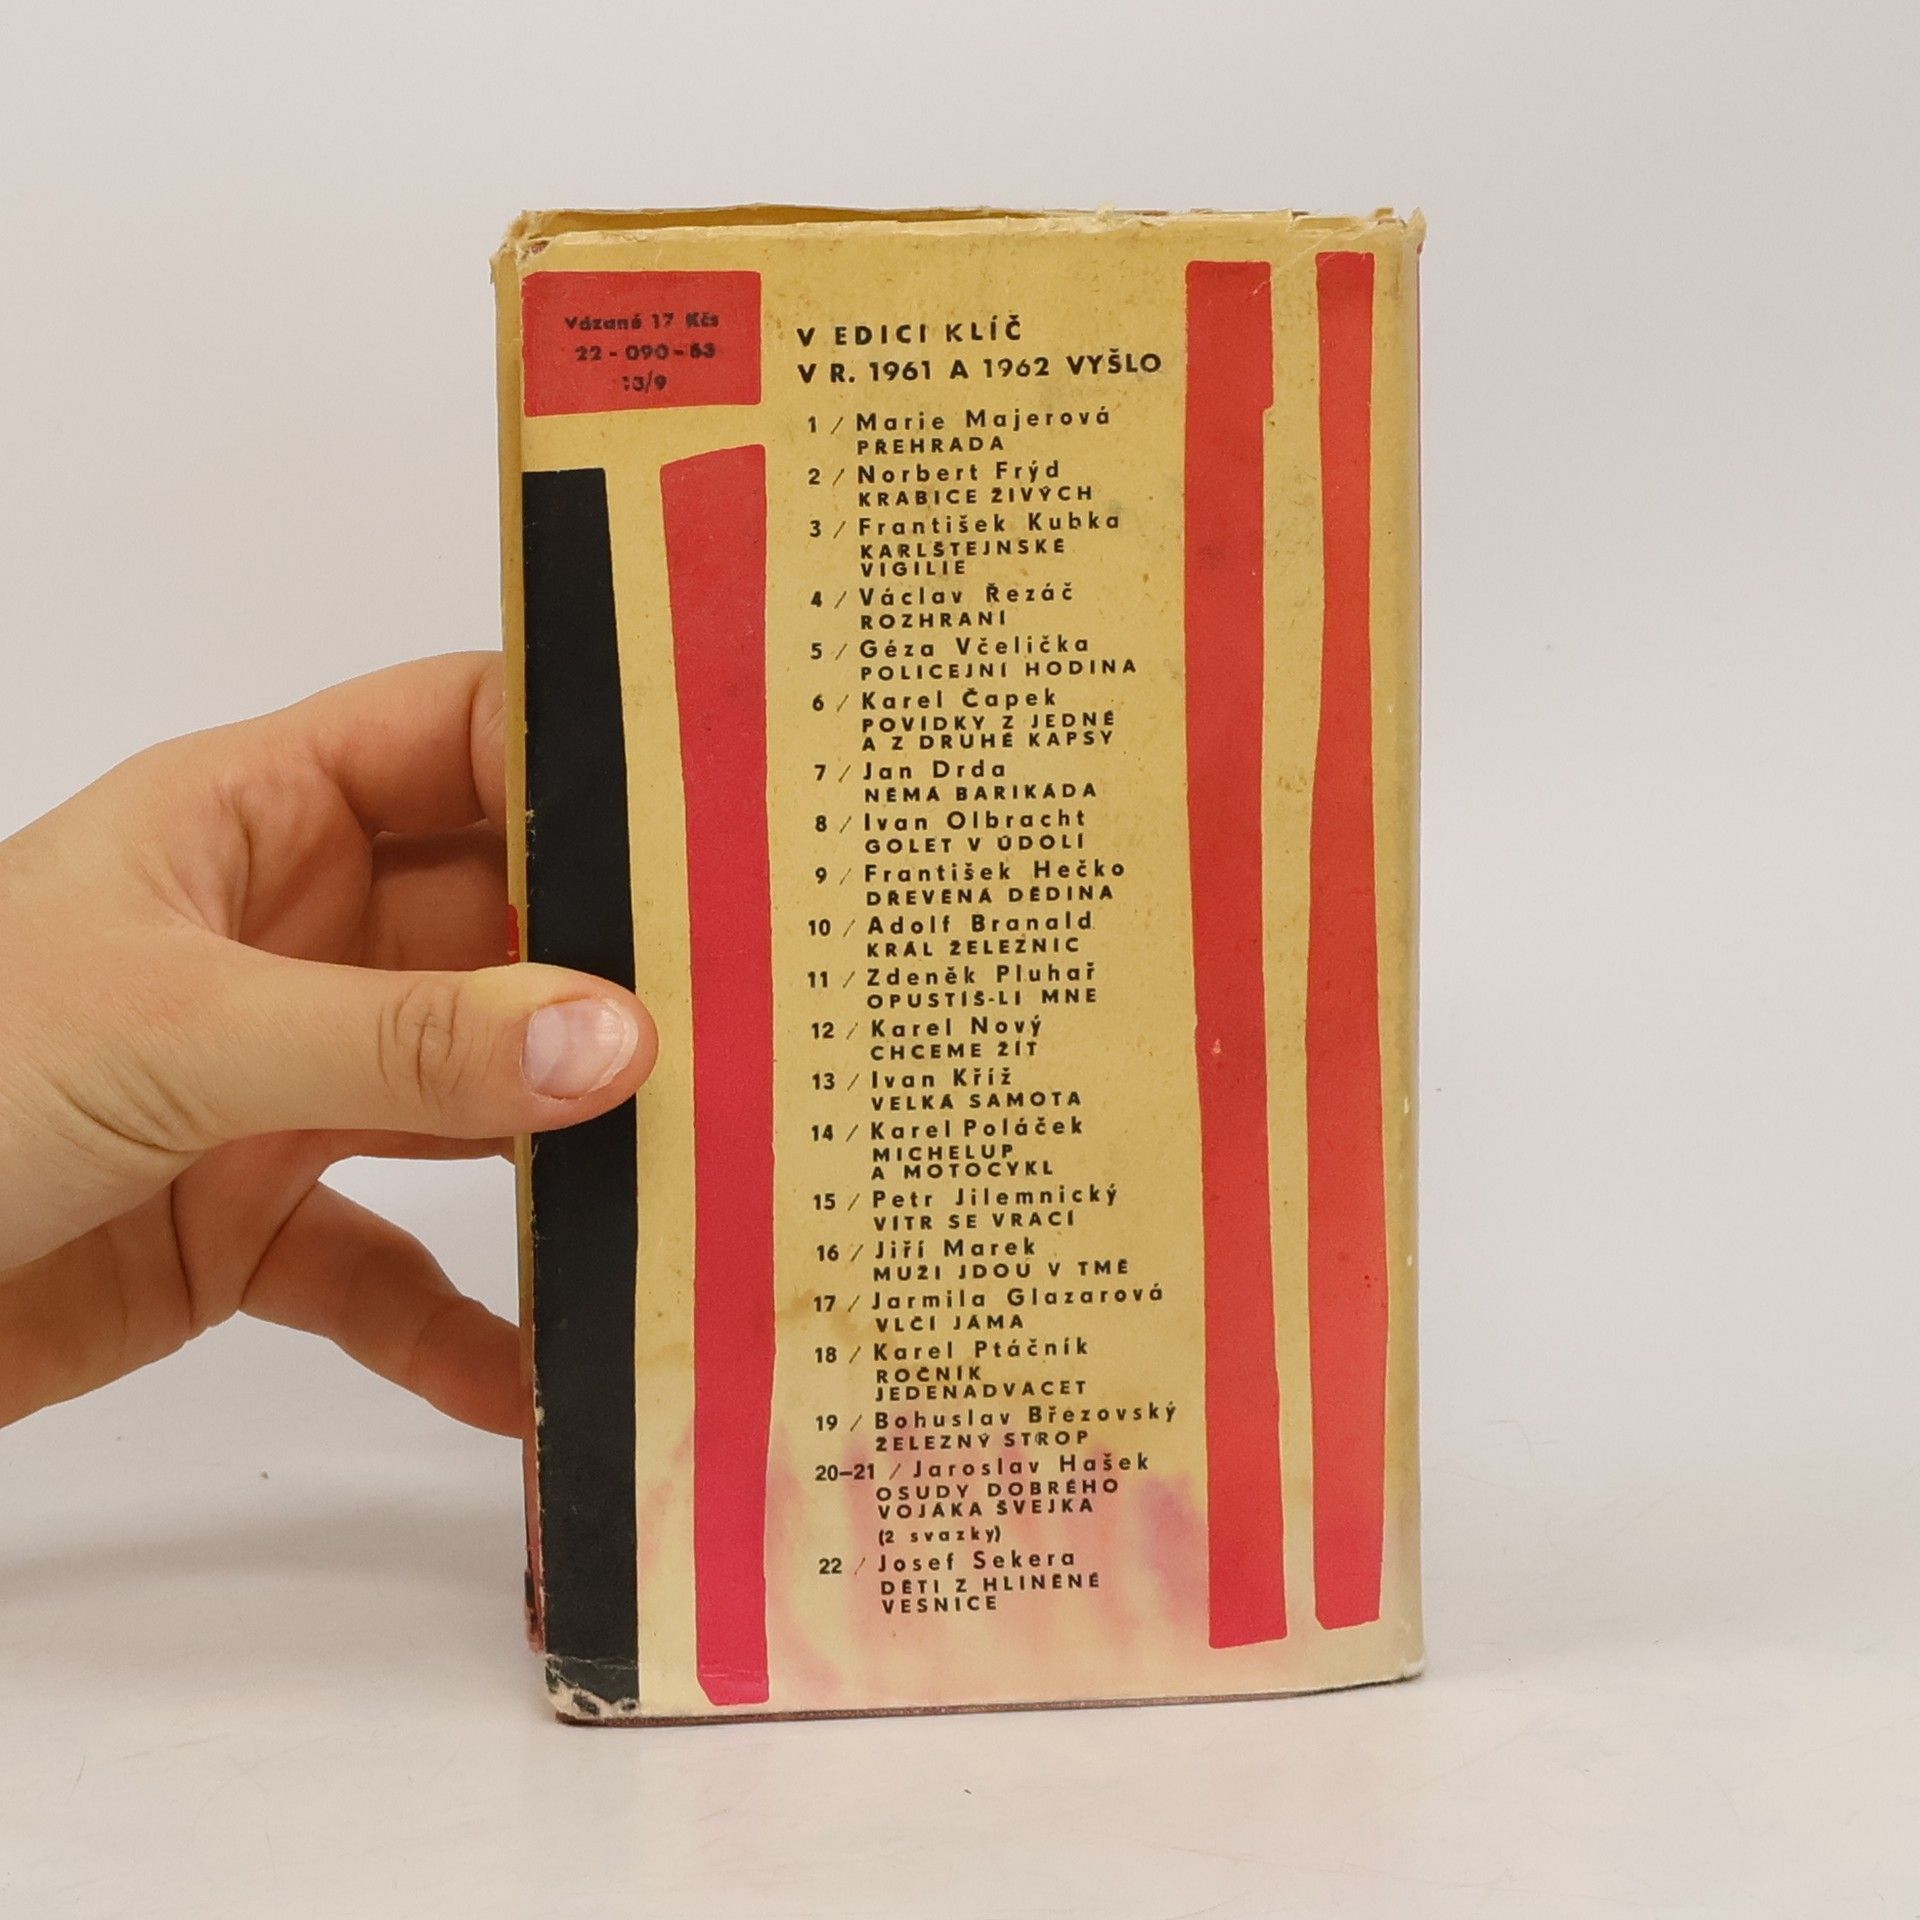 Vázané 17 Kčs
22 - 090 - 63
13/9
V EDICI KLÍČ
V R. 1961 A 1962 VYŠLO
1 / Marie Majerová
PŘEHRADA
2 / Norbert Frýd
KRABICE ŽIVÝCH
3 / František Kubka
KARLŠTEJNSKÉ
VIGILIE
4 / Václav Řezáč
ROZHRANÍ
5 / Géza Včelička
POLICEJNÍ HODINA
6 / Karel Čapek
POVÍDKY Z JEDNÉ
A Z DRUHÉ KAPSY
7 / Jan Drda
NĚMÁ BARIKÁDA
8 / Ivan Olbracht
GOLET V ÚDOLÍ
9 / František Hečko
DŘEVĚNÁ DĚDINA
10 / Adolf Branald
KRÁL ŽELEZNIC
11 / Zdeněk Pluhař
OPUSTÍŠ-LI MNE
12 / Karel Nový
CHCEME ŽÍT
13 / Ivan Kříž
VELKÁ SAMOTA
14 / Karel Poláček
MICHELUP
A MOTOCYKL
15 / Petr Jilemnický
VÍTR SE VRACÍ
16 / Jiří Marek
MUŽI JDOU V TMĚ
17 / Jarmila Glazarová
VLČÍ JÁMA
18 / Karel Ptáčník
ROČNÍK
JEDENADVACET
19 / Bohuslav Březovský
ŽELEZNÝ STROP
20–21 / Jaroslav Hašek
OSUDY DOBRÉHO
VOJÁKA ŠVEJKA
(2 svazky)
22 / Josef Sekera
DĚTI Z HLINĚNÉ
VESNICE